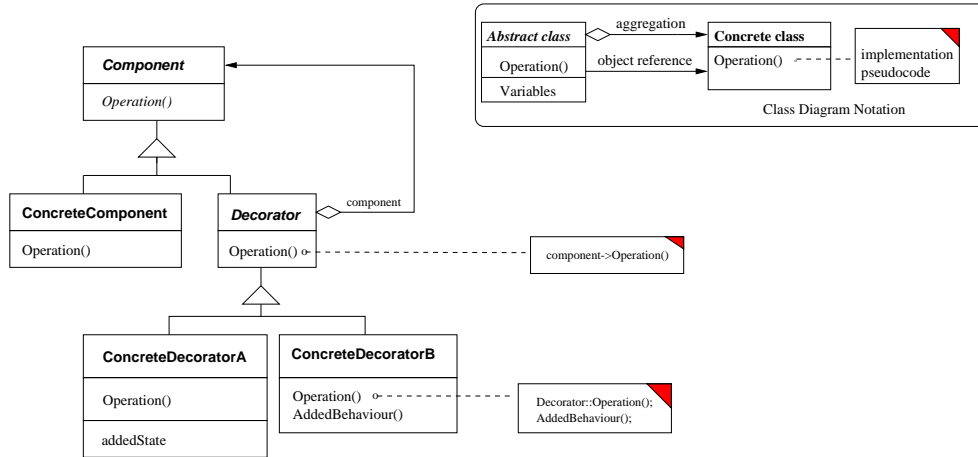 Component
Operation()
ConcreteComponent
Operation()
Decorator
Operation()
component
component->Operation()
ConcreteDecoratorA
Operation()
addedState
ConcreteDecoratorB
Operation()
AddedBehaviour()
Decorator::Operation();
AddedBehaviour();
Abstract class
Operation()
Variables
aggregation
object reference
Concrete class
Operation()
implementation
pseudocode
Class Diagram Notation